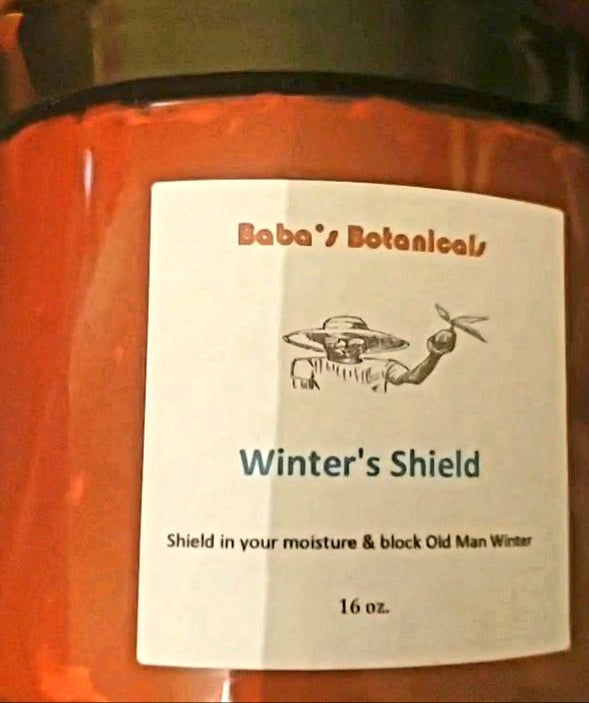 Baba's Botanicals
Winter's Shield
Shield in your moisture & block Old Man Winter
16 oz.